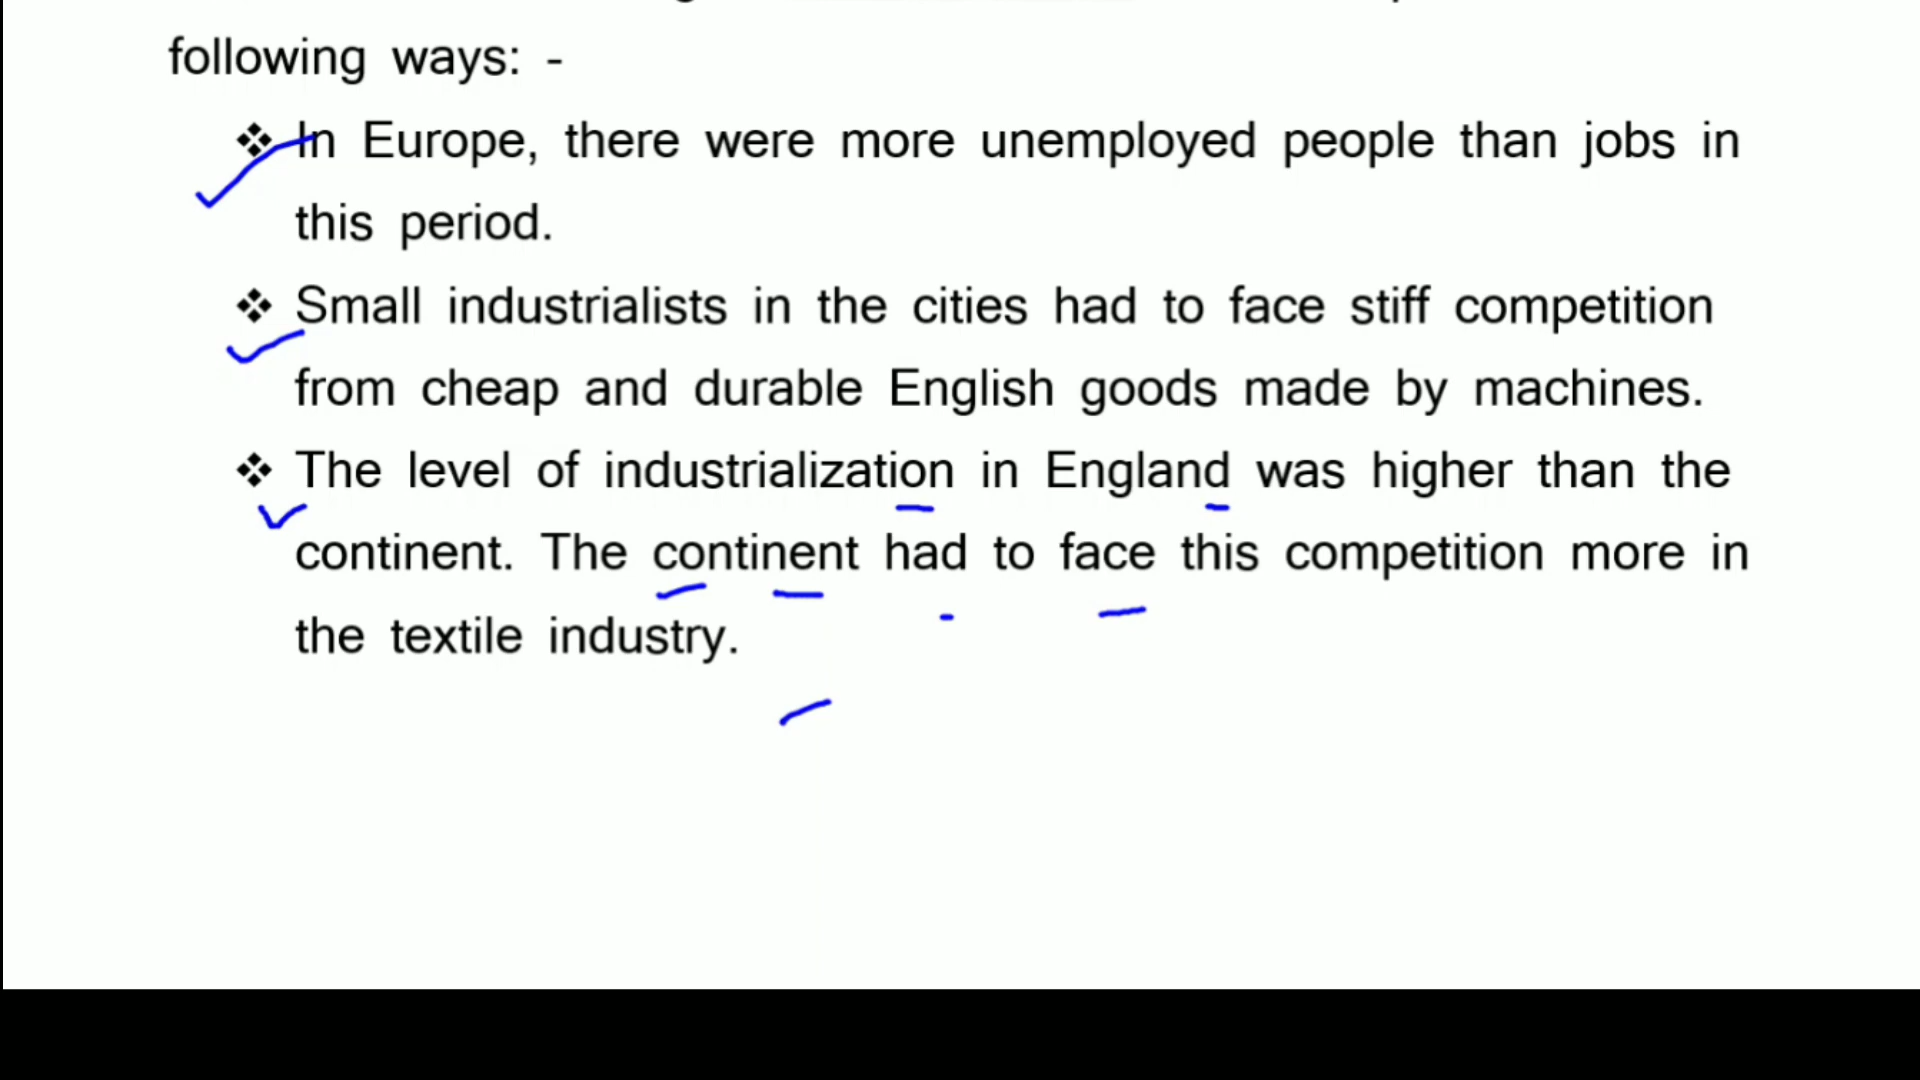 following ways: -
❖ In Europe, there were more unemployed people than jobs in
this period.
❖ Small industrialists in the cities had to face stiff competition
from cheap and durable English goods made by machines.
❖ The level of industrialization in England was higher than the
continent. The continent had to face this competition more in
the textile industry.